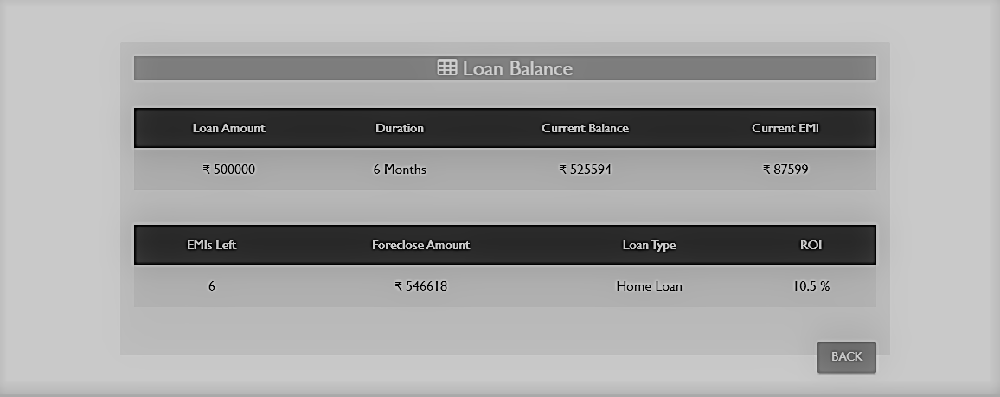 Loan Balance
Loan Amount Duration Current Balance Current EMI
₹ 500000 6 Months ₹ 525594 ₹ 87599
EMIs Left Foreclose Amount Loan Type ROI
6 ₹ 546618 Home Loan 10.5 %
BACK